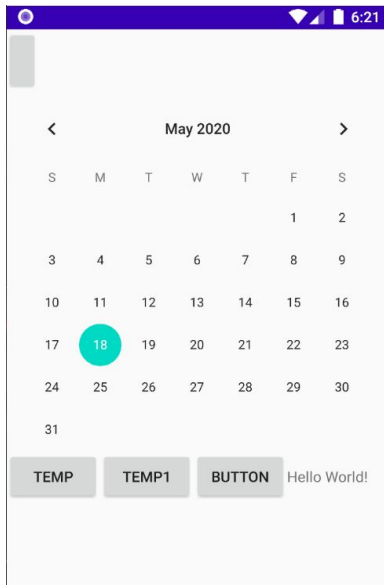 6:21
May 2020
S M T W T F S
1 2
3 4 5 6 7 8 9
10 11 12 13 14 15 16
17 18 19 20 21 22 23
24 25 26 27 28 29 30
31
TEMP TEMP1 BUTTON Hello World!